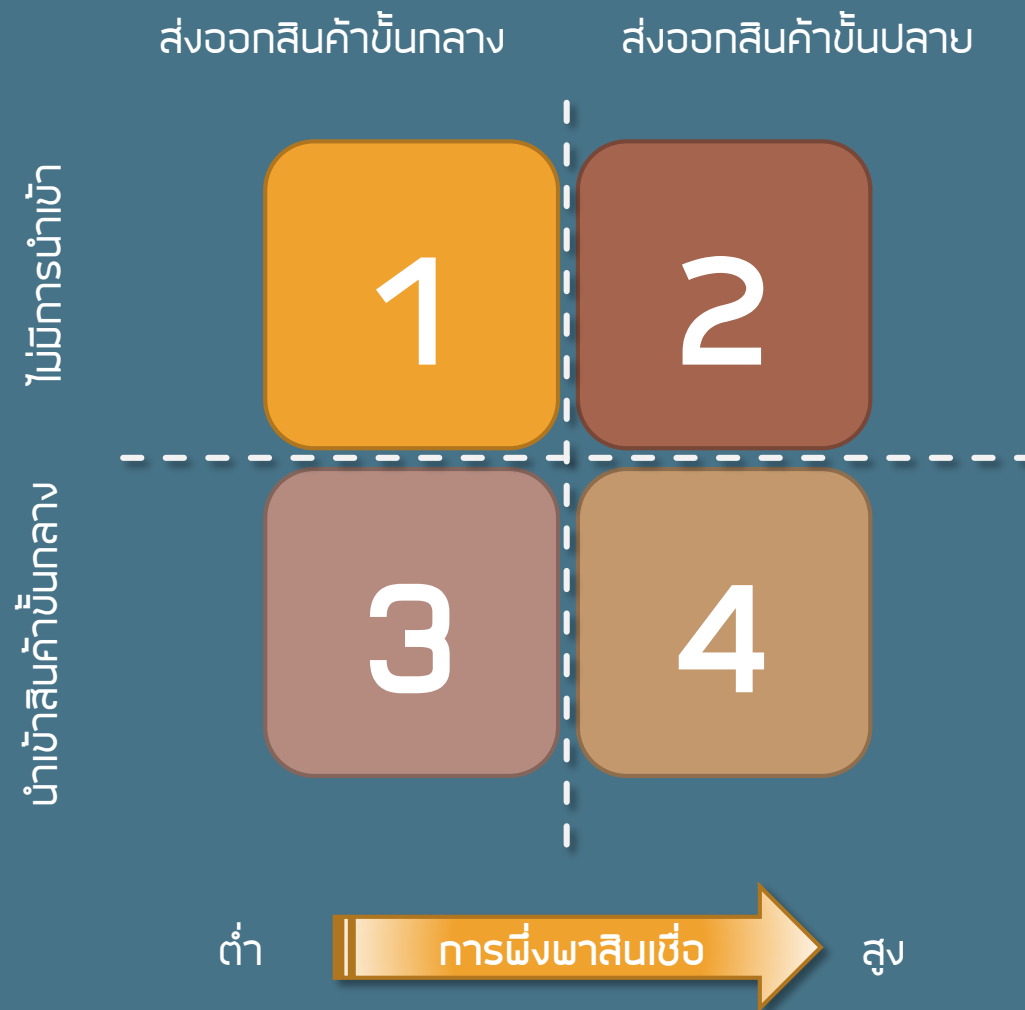 ส่งออกสินค้าขั้นกลาง
ส่งออกสินค้าขั้นปลาย
ไม่มีการนำเข้า
1
2
นำเข้าสินค้าขั้นกลาง
3
4
ต่ำ
การพึ่งพาสินเชื่อ
สูง